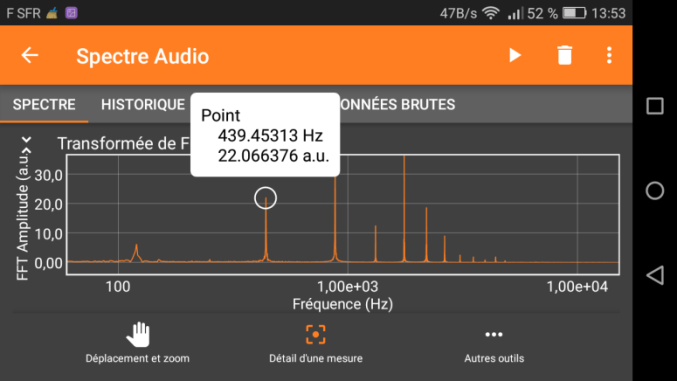 F SFR 47B/s 52 % 13:53
Spectre Audio
SPECTRE HISTORIQUE ONNÉES BRUTES
Point
439.45313 Hz
22.066376 a.u.
Transformée de F
FFT Amplitude (a.u.
30,0
20,0
10,0
0,00
100 1,00e+03 1,00e+04
Fréquence (Hz)
Déplacement et zoom Détail d'une mesure Autres outils